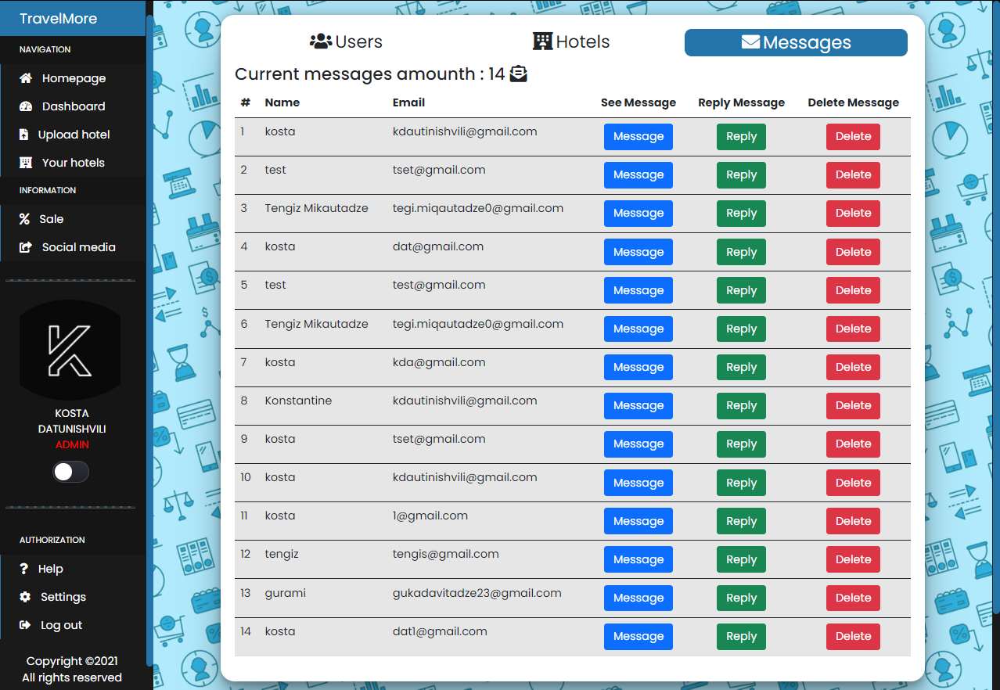 TravelMore
NAVIGATION
Homepage
Dashboard
Upload hotel
Your hotels
INFORMATION
Sale
Social media
KOSTA
DATUNISHVILI
ADMIN
AUTHORIZATION
Help
Settings
Log out
Copyright ©2021
All rights reserved
Users Hotels Messages
Current messages amounth : 14
# Name Email See Message Reply Message Delete Message
1 kosta kdautinishvili@gmail.com Message Reply Delete
2 test tset@gmail.com Message Reply Delete
3 Tengiz Mikautadze tegi.miqautadze0@gmail.com Message Reply Delete
4 kosta dat@gmail.com Message Reply Delete
5 test test@gmail.com Message Reply Delete
6 Tengiz Mikautadze tegi.miqautadze0@gmail.com Message Reply Delete
7 kosta kda@gmail.com Message Reply Delete
8 Konstantine kdautinishvili@gmail.com Message Reply Delete
9 kosta tset@gmail.com Message Reply Delete
10 kosta kdautinishvili@gmail.com Message Reply Delete
11 kosta 1@gmail.com Message Reply Delete
12 tengiz tengis@gmail.com Message Reply Delete
13 gurami gukadavitadze23@gmail.com Message Reply Delete
14 kosta dat1@gmail.com Message Reply Delete